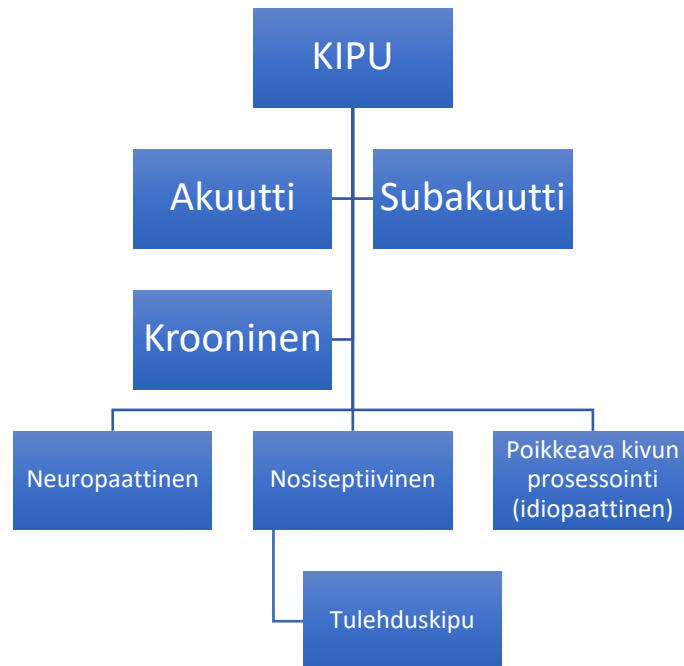 KIPU
Akuutti
Subakuutti
Krooninen
Neuropaattinen
Nosiseptiivinen
Poikkeava kivun
prosessointi
(idiopaattinen)
Tulehduskipu